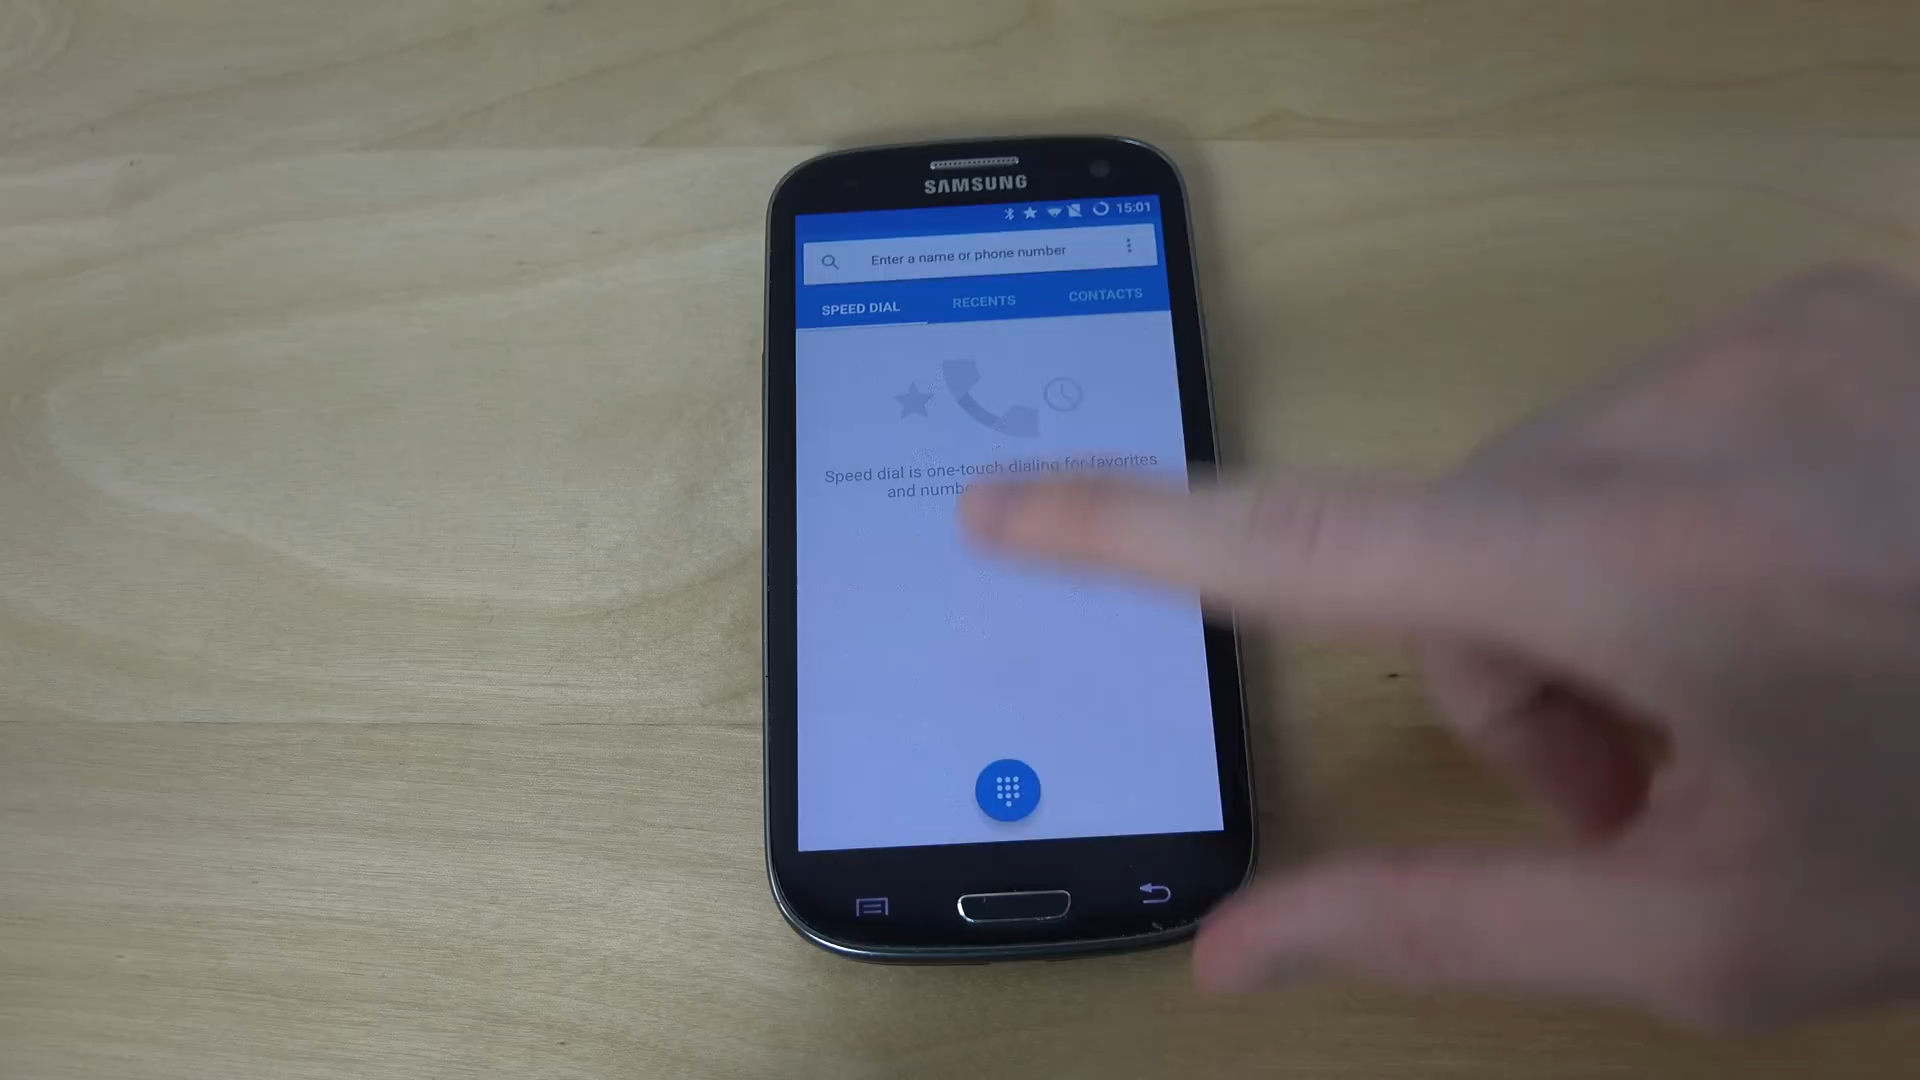 SAMSUNG
15:01
Enter a name or phone number
SPEED DIAL RECENTS CONTACTS
Speed dial is one-touch dialing for favorites
and